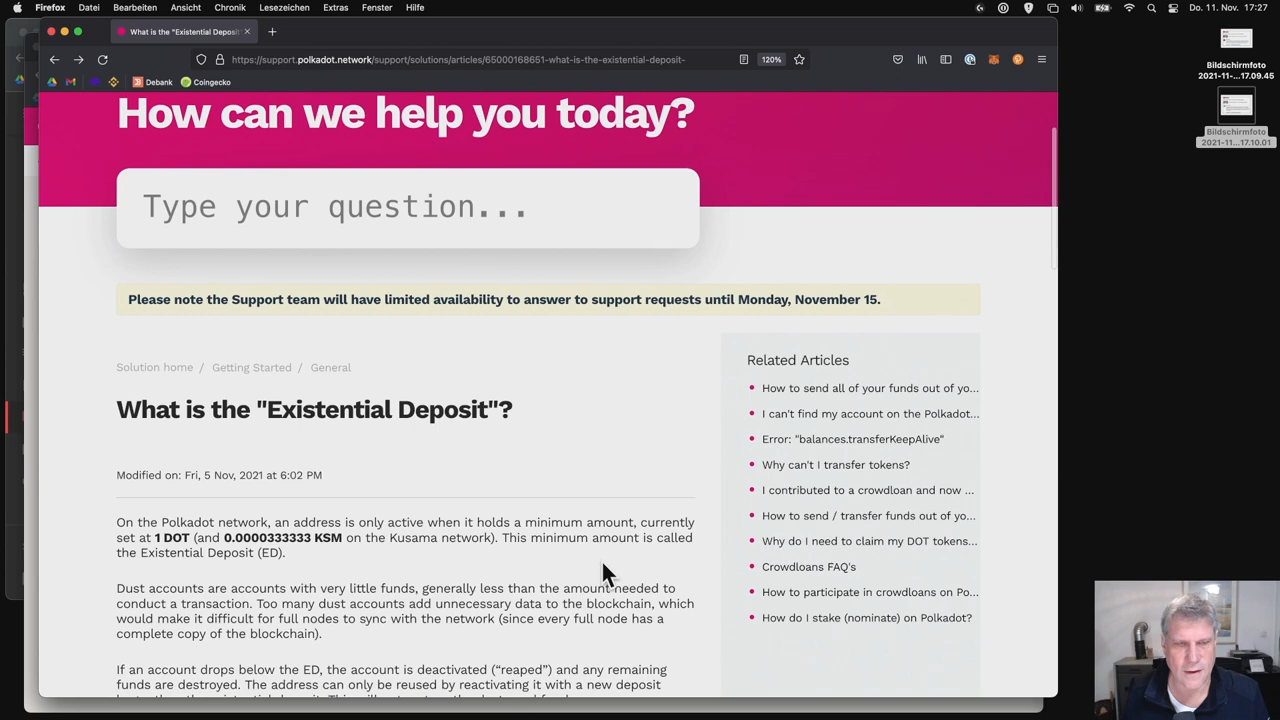 Firefox Datei Bearbeiten Ansicht Chronik Lesezeichen Extras Fenster Hilfe Do. 11. Nov. 17:27
What is the "Existential Deposit
https://support.polkadot.network/support/solutions/articles/65000168651-what-is-the-existential-deposit- 120%
Debank Coingecko
Bildschirmfoto
2021-11-...17.09.45
Bildschirmfoto
2021-11...17.10.01
How can we help you today?
Type your question...
Please note the Support team will have limited availability to answer to support requests until Monday, November 15.
Solution home / Getting Started / General
What is the "Existential Deposit"?
Modified on: Fri, 5 Nov, 2021 at 6:02 PM
On the Polkadot network, an address is only active when it holds a minimum amount, currently
set at 1 DOT (and 0.0000333333 KSM on the Kusama network). This minimum amount is called
the Existential Deposit (ED).
Dust accounts are accounts with very little funds, generally less than the amount needed to
conduct a transaction. Too many dust accounts add unnecessary data to the blockchain, which
would make it difficult for full nodes to sync with the network (since every full node has a
complete copy of the blockchain).
If an account drops below the ED, the account is deactivated (“reaped”) and any remaining
funds are destroyed. The address can only be reused by reactivating it with a new deposit
Related Articles
How to send all of your funds out of yo...
I can't find my account on the Polkadot...
Error: "balances.transferKeepAlive"
Why can't I transfer tokens?
I contributed to a crowdloan and now ...
How to send / transfer funds out of yo...
Why do I need to claim my DOT tokens...
Crowdloans FAQ's
How to participate in crowdloans on Po...
How do I stake (nominate) on Polkadot?